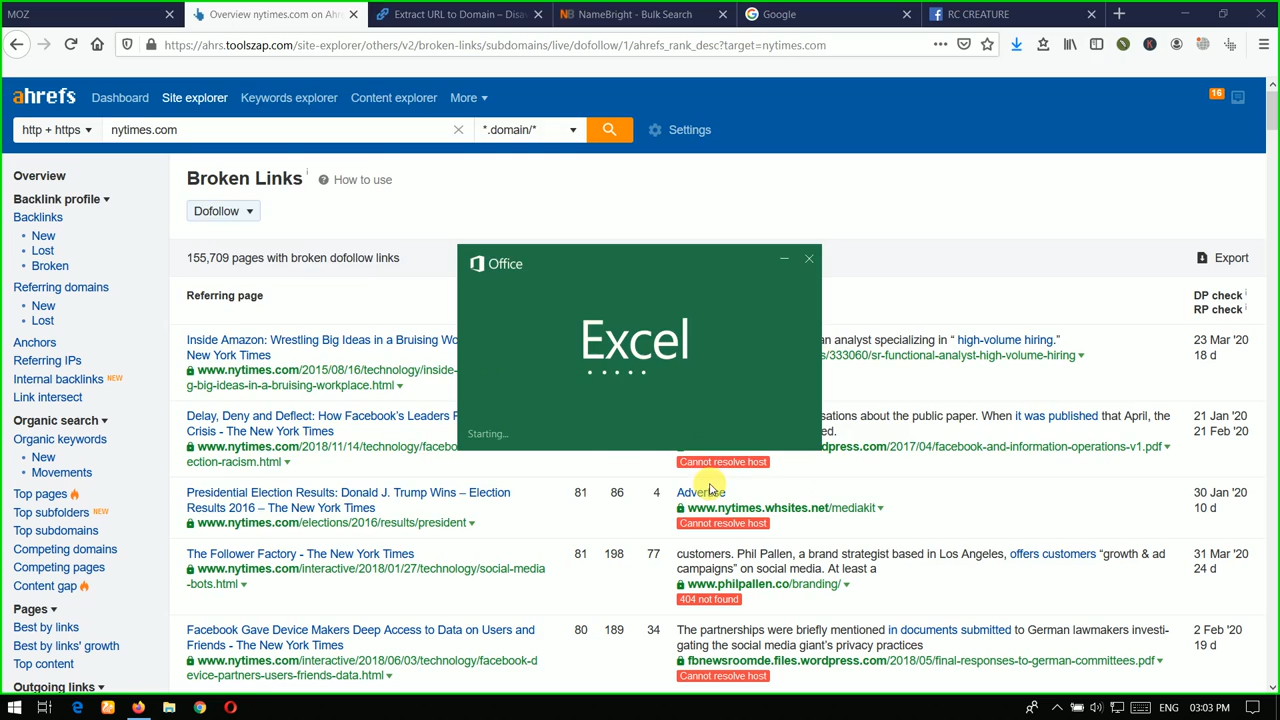 MOZ
Overview nytimes.com on Ahr
Extract URL to Domain – Disav
NameBright - Bulk Search
Google
RC CREATURE
https://ahrs.toolszap.com/site-explorer/others/v2/broken-links/subdomains/live/dofollow/1/ahrefs_rank_desc?target=nytimes.com
ahrefs
Dashboard
Site explorer
Keywords explorer
Content explorer
More
16
http + https
nytimes.com
*.domain/*
Settings
Overview
Backlink profile
Backlinks
New
Lost
Broken
Referring domains
New
Lost
Anchors
Referring IPs
Internal backlinks NEW
Link intersect
Organic search
Organic keywords
New
Movements
Top pages
Top subfolders NEW
Top subdomains
Competing domains
Competing pages
Content gap
Pages
Best by links
Best by links' growth
Top content
Outgoing links
Broken Links i
How to use
Dofollow
155,709 pages with broken dofollow links
Export
Referring page
DP check i
RP check i
Inside Amazon: Wrestling Big Ideas in a Bruising Wo
New York Times
www.nytimes.com/2015/08/16/technology/inside-
g-big-ideas-in-a-bruising-workplace.html
an analyst specializing in “ high-volume hiring.”
s/333060/sr-functional-analyst-high-volume-hiring
23 Mar '20
18 d
Delay, Deny and Deflect: How Facebook’s Leaders F
Crisis - The New York Times
www.nytimes.com/2018/11/14/technology/facebo
ection-racism.html
sations about the public paper. When it was published that April, the
ed.
rdpress.com/2017/04/facebook-and-information-operations-v1.pdf
Cannot resolve host
21 Jan '20
21 Feb '20
Presidential Election Results: Donald J. Trump Wins – Election
Results 2016 – The New York Times
www.nytimes.com/elections/2016/results/president
81 86 4
Advertise
www.nytimes.whsites.net/mediakit
Cannot resolve host
30 Jan '20
10 d
The Follower Factory - The New York Times
www.nytimes.com/interactive/2018/01/27/technology/social-media
-bots.html
81 198 77
customers. Phil Pallen, a brand strategist based in Los Angeles, offers customers “growth & ad
campaigns” on social media. At least a
www.philpallen.co/branding/
404 not found
31 Mar '20
24 d
Facebook Gave Device Makers Deep Access to Data on Users and
Friends - The New York Times
www.nytimes.com/interactive/2018/06/03/technology/facebook-d
evice-partners-users-friends-data.html
80 189 34
The partnerships were briefly mentioned in documents submitted to German lawmakers investi-
gating the social media giant’s privacy practices
fbnewsroomde.files.wordpress.com/2018/05/final-responses-to-german-committees.pdf
Cannot resolve host
2 Feb '20
19 d
Office
Excel
Starting...
ENG
03:03 PM